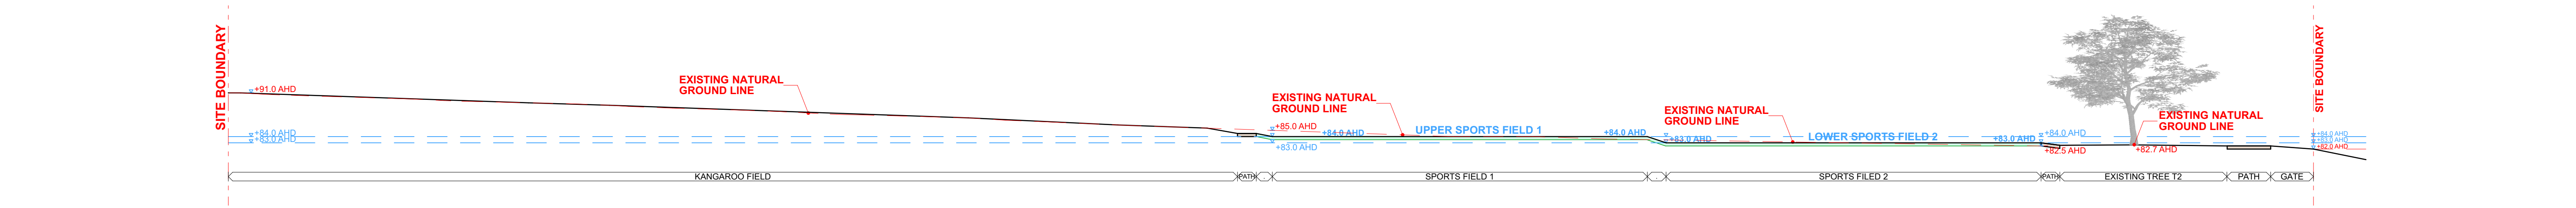 SITE BOUNDARY
+91.0 AHD
+84.0 AHD
+83.0 AHD
EXISTING NATURAL
GROUND LINE
EXISTING NATURAL
GROUND LINE
+85.0 AHD
+84.0 AHD
+83.0 AHD
UPPER SPORTS FIELD 1
+84.0 AHD
EXISTING NATURAL
GROUND LINE
+83.0 AHD
LOWER SPORTS FIELD 2
+83.0 AHD
+84.0 AHD
+82.5 AHD
EXISTING NATURAL
GROUND LINE
+82.7 AHD
SITE BOUNDARY
+84.0 AHD
+83.0 AHD
+82.0 AHD
KANGAROO FIELD
PATH
.
SPORTS FIELD 1
.
SPORTS FILED 2
PATH
EXISTING TREE T2
PATH
GATE